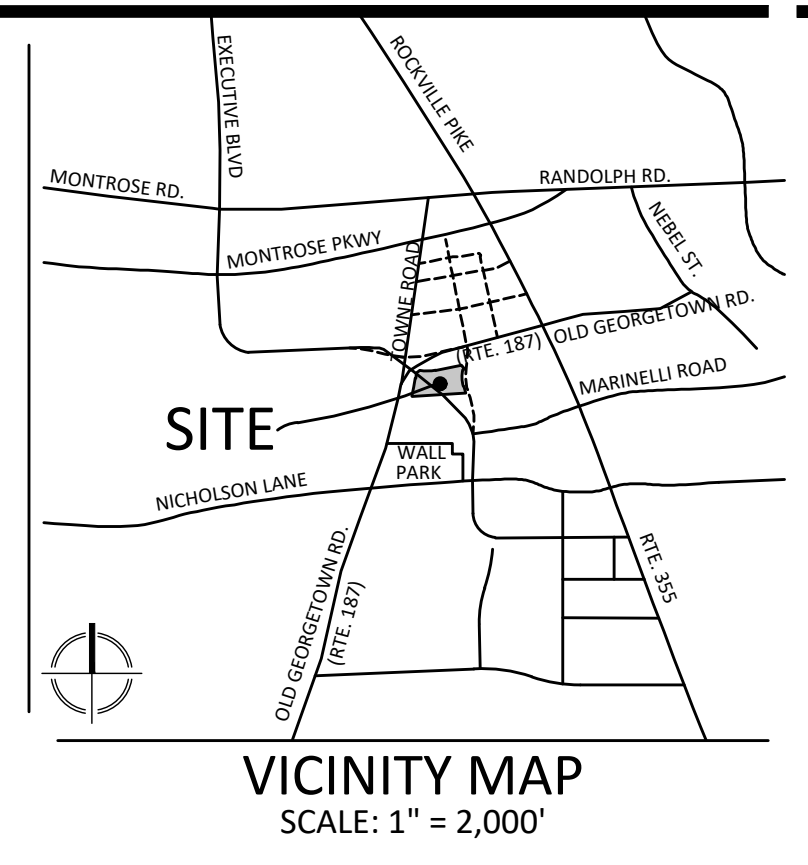 EXECUTIVE BLVD
ROCKVILLE PIKE
MONTROSE RD.
RANDOLPH RD.
MONTROSE PKWY
NEBEL ST.
TOWNE ROAD
OLD GEORGETOWN RD.
(RTE. 187)
MARINELLI ROAD
SITE
WALL
PARK
NICHOLSON LANE
OLD GEORGETOWN RD.
(RTE. 187)
RTE. 355
VICINITY MAP
SCALE: 1" = 2,000'